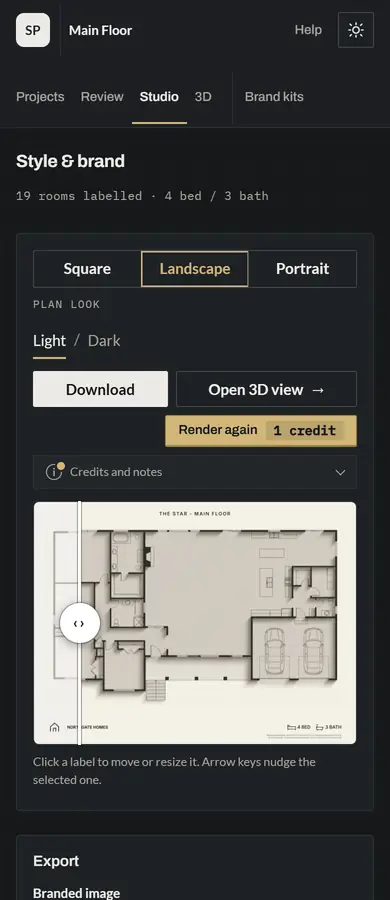 SP
Main Floor
Help
Projects
Review
Studio
3D
Brand kits
Style & brand
19 rooms labelled · 4 bed / 3 bath
Square
Landscape
Portrait
PLAN LOOK
Light / Dark
Download
Open 3D view →
Render again 1 credit
Credits and notes
THE STAR - MAIN FLOOR
4 BED
3 BATH
Click a label to move or resize it. Arrow keys nudge the
selected one.
Export
Branded image